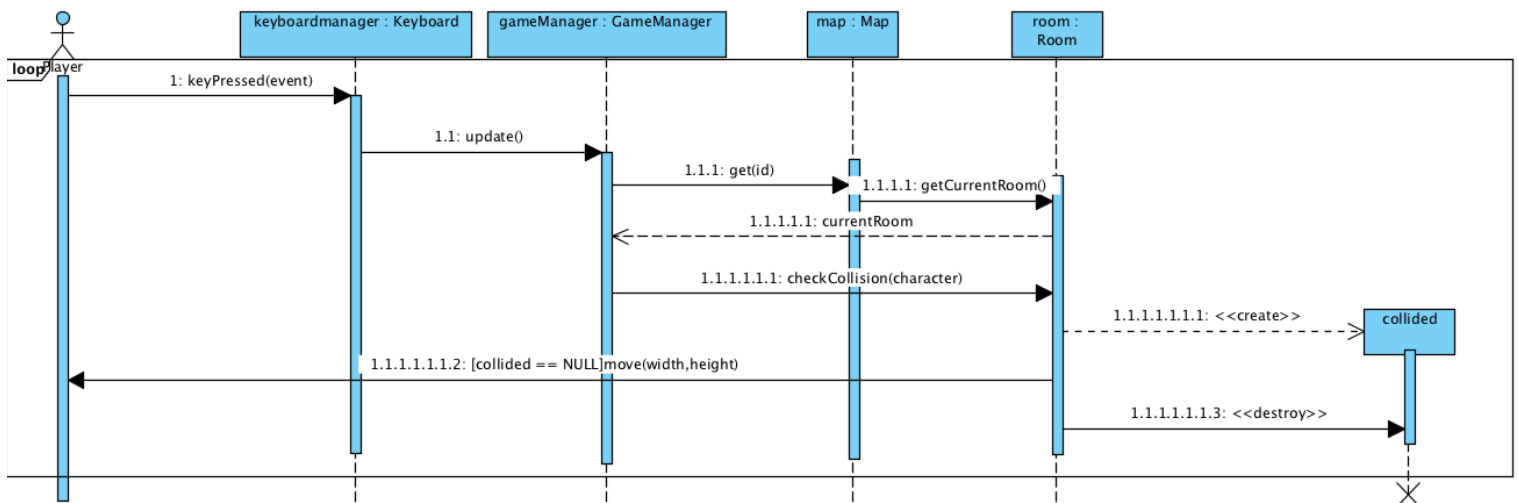 keyboardmanager : Keyboard
gameManager : GameManager
map : Map
room :
Room
loop
Player
1: keyPressed(event)
1.1: update()
1.1.1: get(id)
1.1.1.1: getCurrentRoom()
1.1.1.1.1: currentRoom
1.1.1.1.1.1: checkCollision(character)
1.1.1.1.1.1.1: <<create>>
collided
1.1.1.1.1.1.2: [collided == NULL]move(width,height)
1.1.1.1.1.1.3: <<destroy>>